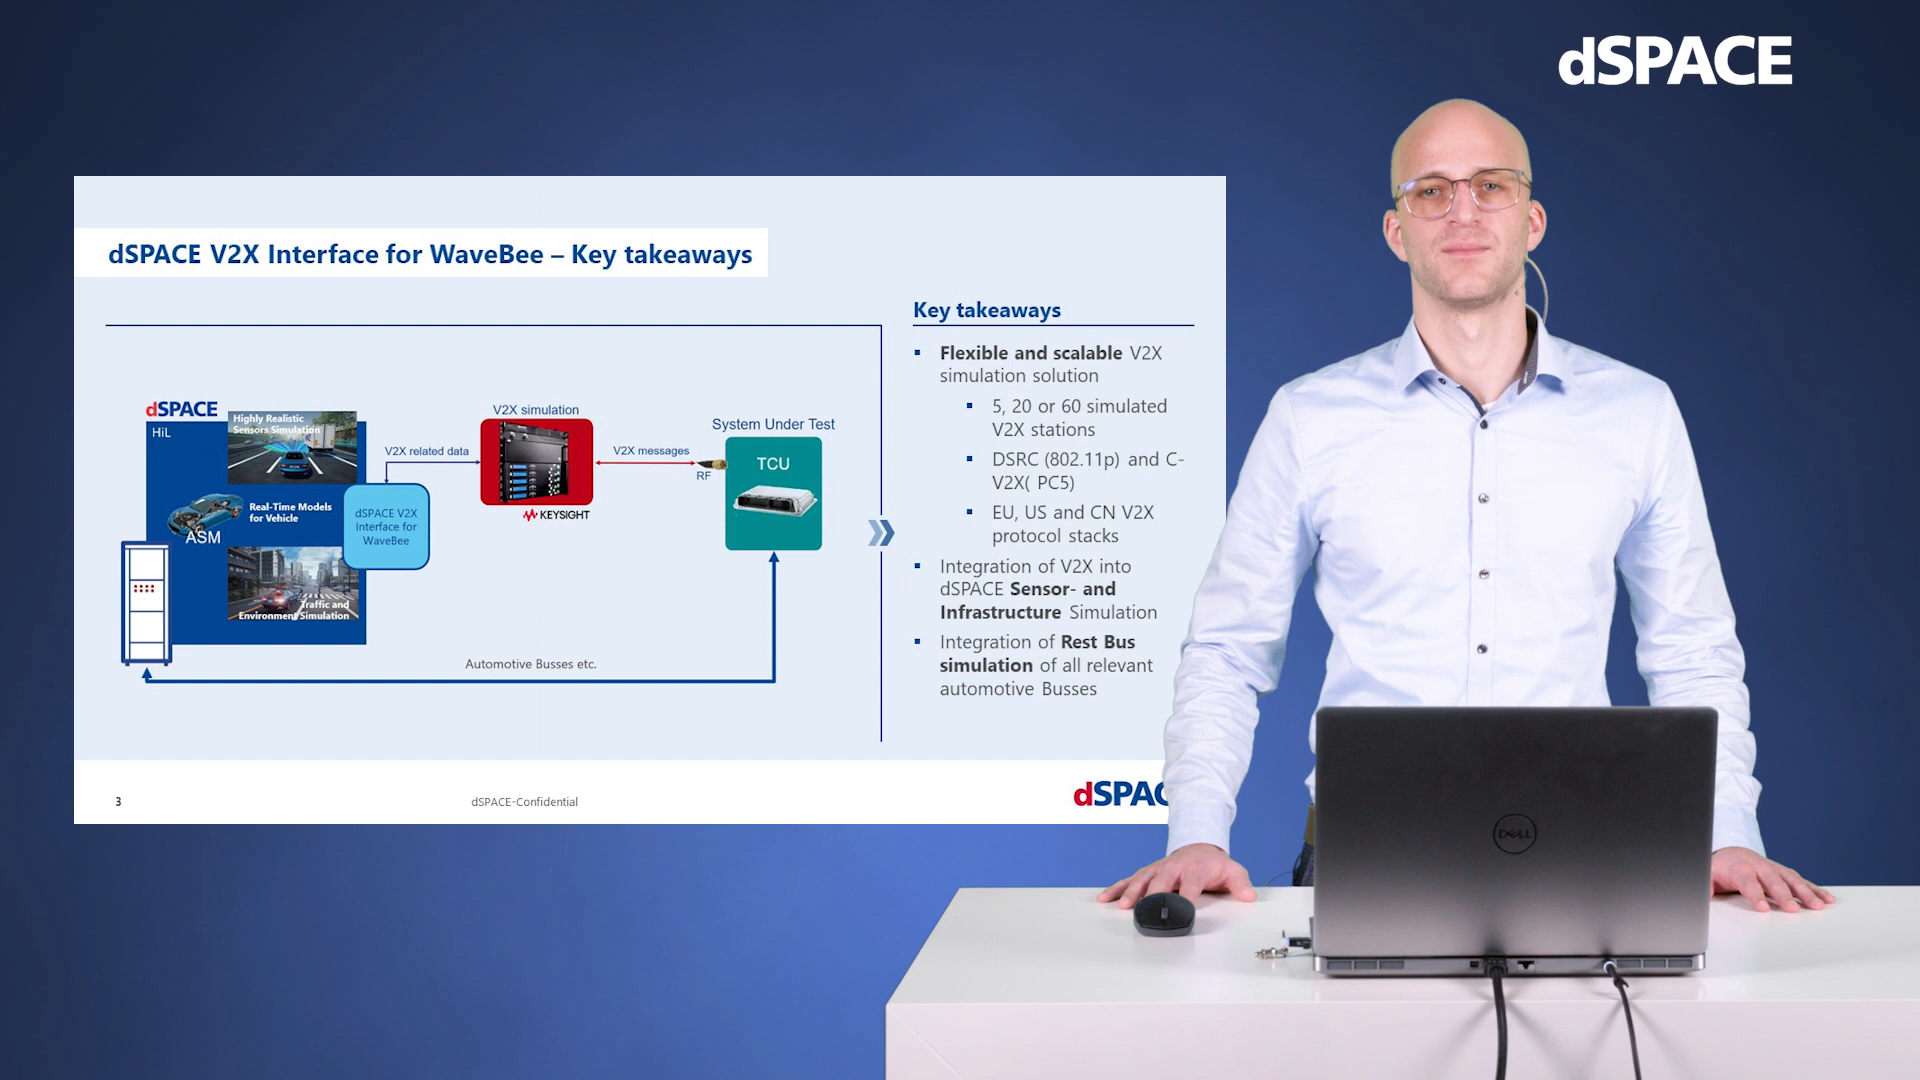 dSPACE
dSPACE V2X Interface for WaveBee – Key takeaways
dSPACE
HiL
Highly Realistic
Sensors Simulation
Real-Time Models
for Vehicle
ASM
Traffic and
Environment Simulation
dSPACE V2X
Interface for
WaveBee
V2X related data
V2X simulation
KEYSIGHT
V2X messages
RF
System Under Test
TCU
Automotive Busses etc.
Key takeaways
Flexible and scalable V2X
simulation solution
5, 20 or 60 simulated
V2X stations
DSRC (802.11p) and C-
V2X( PC5)
EU, US and CN V2X
protocol stacks
Integration of V2X into
dSPACE Sensor- and
Infrastructure Simulation
Integration of Rest Bus
simulation of all relevant
automotive Busses
3
dSPACE-Confidential
dSPAC
DELL